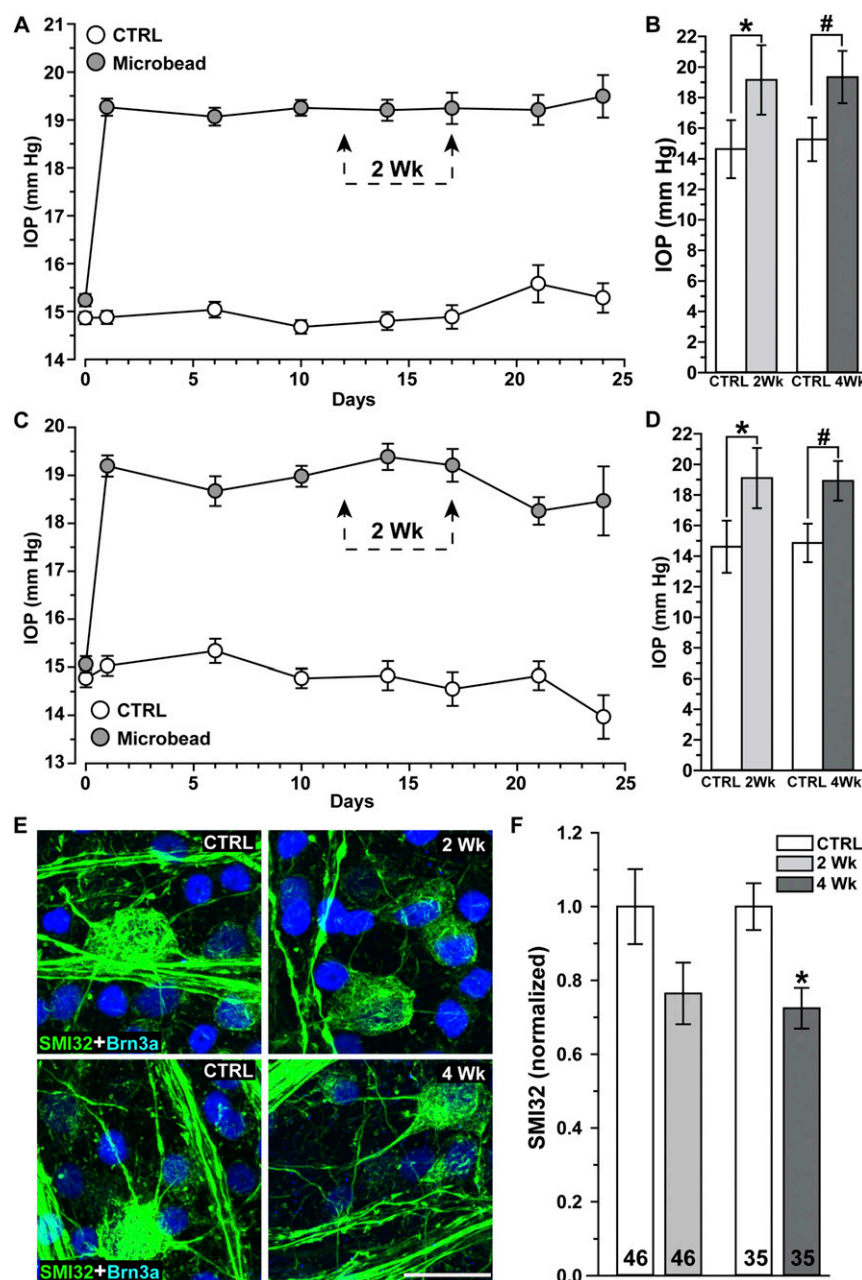 A
CTRL
Microbead
21
20
19
18
17
16
15
14
IOP (mm Hg)
2 Wk
0 5 10 15 20 25
Days
B
*
#
22
20
18
16
14
12
10
8
6
4
2
0
IOP (mm Hg)
CTRL 2Wk CTRL 4Wk
C
20
19
18
17
16
15
14
13
IOP (mm Hg)
2 Wk
CTRL
Microbead
0 5 10 15 20 25
Days
D
*
#
22
20
18
16
14
12
10
8
6
4
2
0
IOP (mm Hg)
CTRL 2Wk CTRL 4Wk
E
CTRL
SMI32+Brn3a
2 Wk
CTRL
SMI32+Brn3a
4 Wk
F
1.2
1.0
0.8
0.6
0.4
0.2
0.0
SMI32 (normalized)
CTRL
2 Wk
4 Wk
*
46 46 35 35